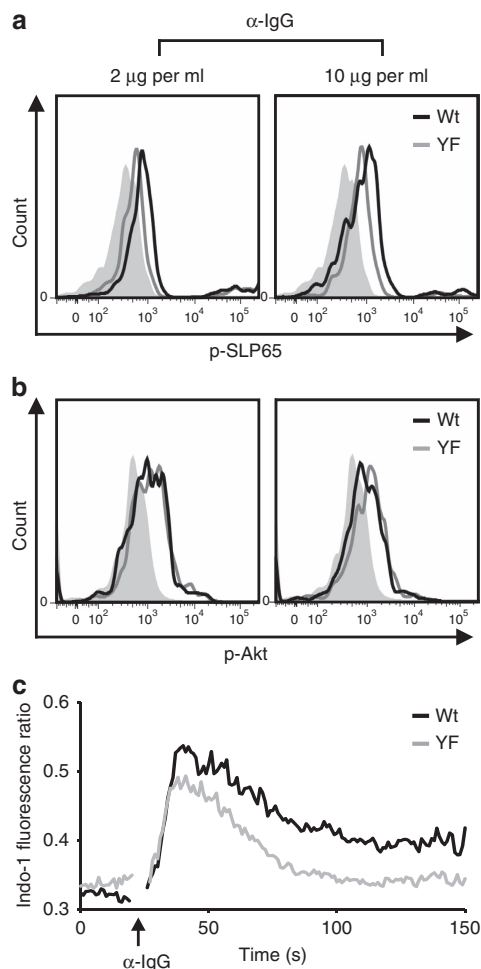 a
α-IgG
2 μg per ml
10 μg per ml
Wt
YF
Count
0
0
0 10² 10³ 10⁴ 10⁵
0 10² 10³ 10⁴ 10⁵
p-SLP65
b
Wt
YF
Count
0
0
0 10² 10³ 10⁴ 10⁵
0 10² 10³ 10⁴ 10⁵
p-Akt
c
Indo-1 fluorescence ratio
0.6
0.5
0.4
0.3
Wt
YF
0 50 100 150
α-IgG
Time (s)